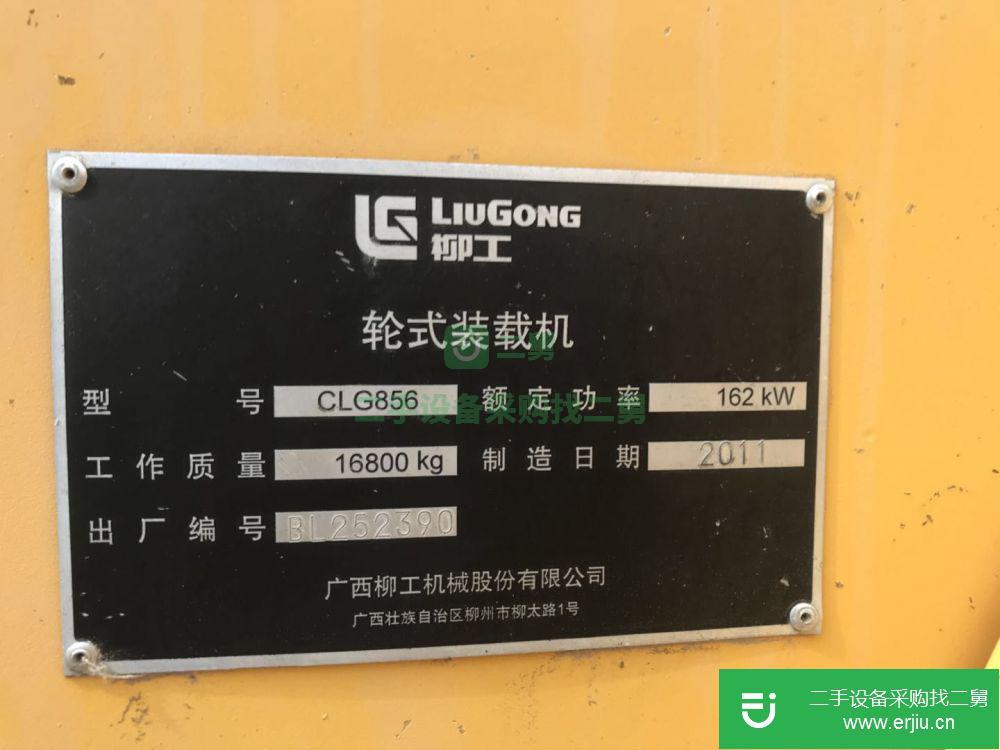 LG LIUGONG
柳工
轮式装载机
二舅
型号 CLG856 额定功率 162 kW
二手设备采购找二舅
工作质量 16800 kg 制造日期 2011
出厂编号 BL252390
广西柳工机械股份有限公司
广西壮族自治区柳州市柳太路1号
二手设备采购找二舅
www.erjiu.cn